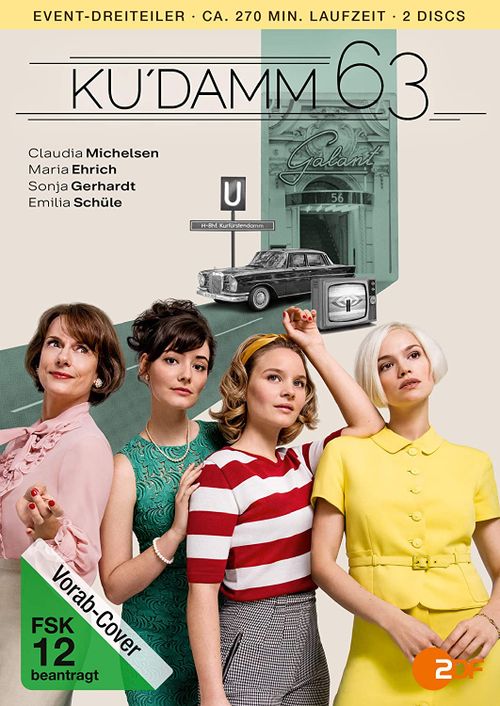 EVENT-DREITEILER · CA. 270 MIN. LAUFZEIT · 2 DISCS
KU'DAMM 63
Claudia Michelsen
Maria Ehrich
Sonja Gerhardt
Emilia Schüle
Galant
56
U
H-Bhf. Kurfürstendamm
Vorab-Cover
FSK
12
beantragt
ZDF